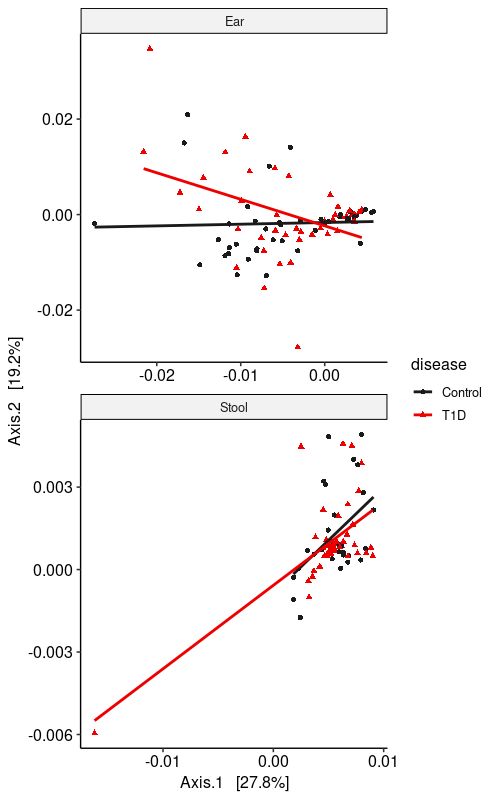 Ear
0.02
0.00
-0.02
-0.02
-0.01
0.00
Axis.2   [19.2%]
disease
Control
T1D
Stool
0.003
0.000
-0.003
-0.006
-0.01
0.00
0.01
Axis.1   [27.8%]